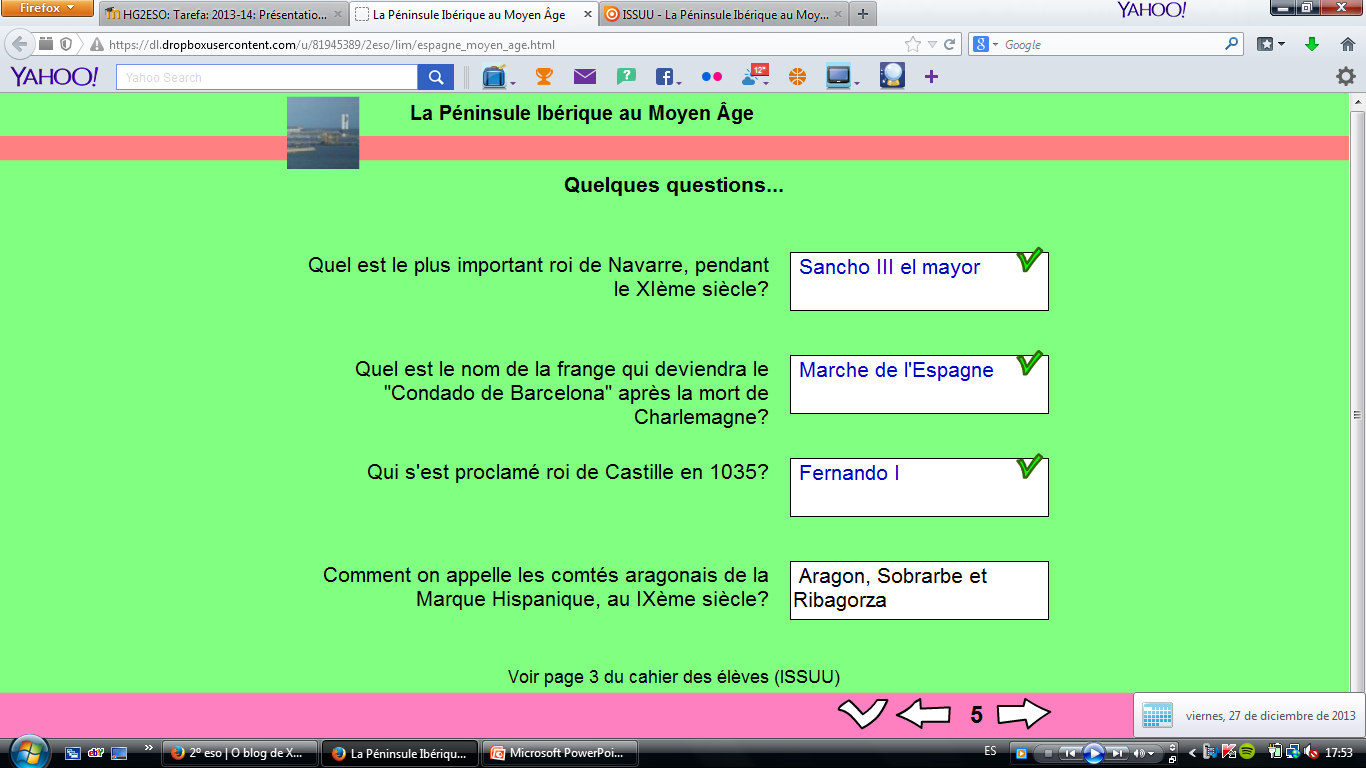 Firefox
HG2ESO: Tarefa: 2013-14: Présentatio...
La Péninsule Ibérique au Moyen Âge
ISSUU - La Péninsule Ibérique au Moy...
YAHOO!
https://dl.dropboxusercontent.com/u/81945389/2eso/lim/espagne_moyen_age.html
Google
YAHOO!
Yahoo Search
12°
La Péninsule Ibérique au Moyen Âge
Quelques questions...
Quel est le plus important roi de Navarre, pendant
le XIème siècle?
Sancho III el mayor
Quel est le nom de la frange qui deviendra le
"Condado de Barcelona" après la mort de
Charlemagne?
Marche de l'Espagne
Qui s'est proclamé roi de Castille en 1035?
Fernando I
Comment on appelle les comtés aragonais de la
Marque Hispanique, au IXème siècle?
Aragon, Sobrarbe et
Ribagorza
Voir page 3 du cahier des élèves (ISSUU)
5
viernes, 27 de diciembre de 2013
2º eso | O blog de X...
La Péninsule Ibériqu...
Microsoft PowerPoi...
ES
17:53